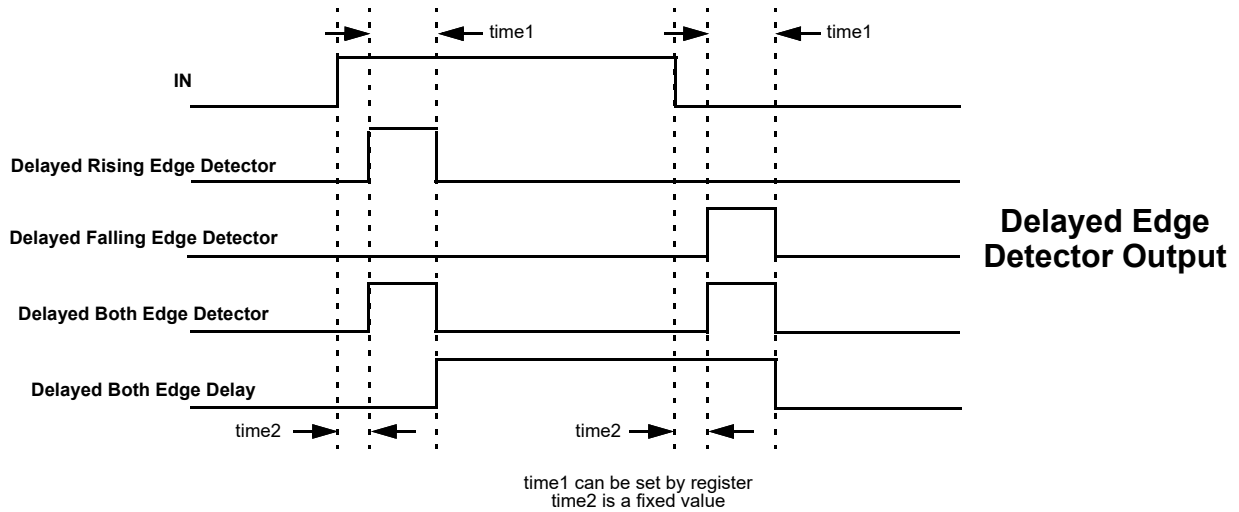 time1
time1
IN
Delayed Rising Edge Detector
Delayed Falling Edge Detector
Delayed Edge
Detector Output
Delayed Both Edge Detector
Delayed Both Edge Delay
time2
time2
time1 can be set by register
time2 is a fixed value